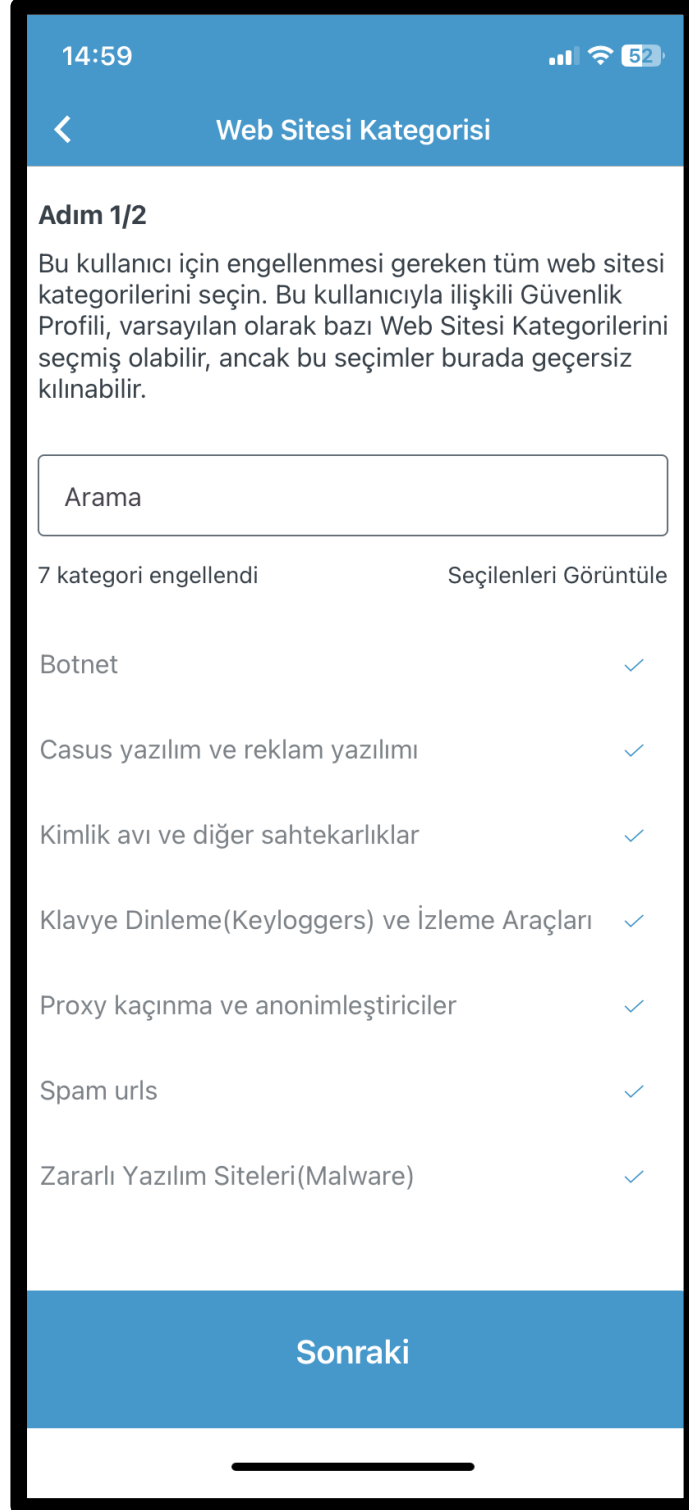 14:59
52
Web Sitesi Kategorisi
Adım 1/2
Bu kullanıcı için engellenmesi gereken tüm web sitesi
kategorilerini seçin. Bu kullanıcıyla ilişkili Güvenlik
Profili, varsayılan olarak bazı Web Sitesi Kategorilerini
seçmiş olabilir, ancak bu seçimler burada geçersiz
kılınabilir.
Arama
7 kategori engellendi Seçilenleri Görüntüle
Botnet
Casus yazılım ve reklam yazılımı
Kimlik avı ve diğer sahtekarlıklar
Klavye Dinleme(Keyloggers) ve İzleme Araçları
Proxy kaçınma ve anonimleştiriciler
Spam urls
Zararlı Yazılım Siteleri(Malware)
Sonraki